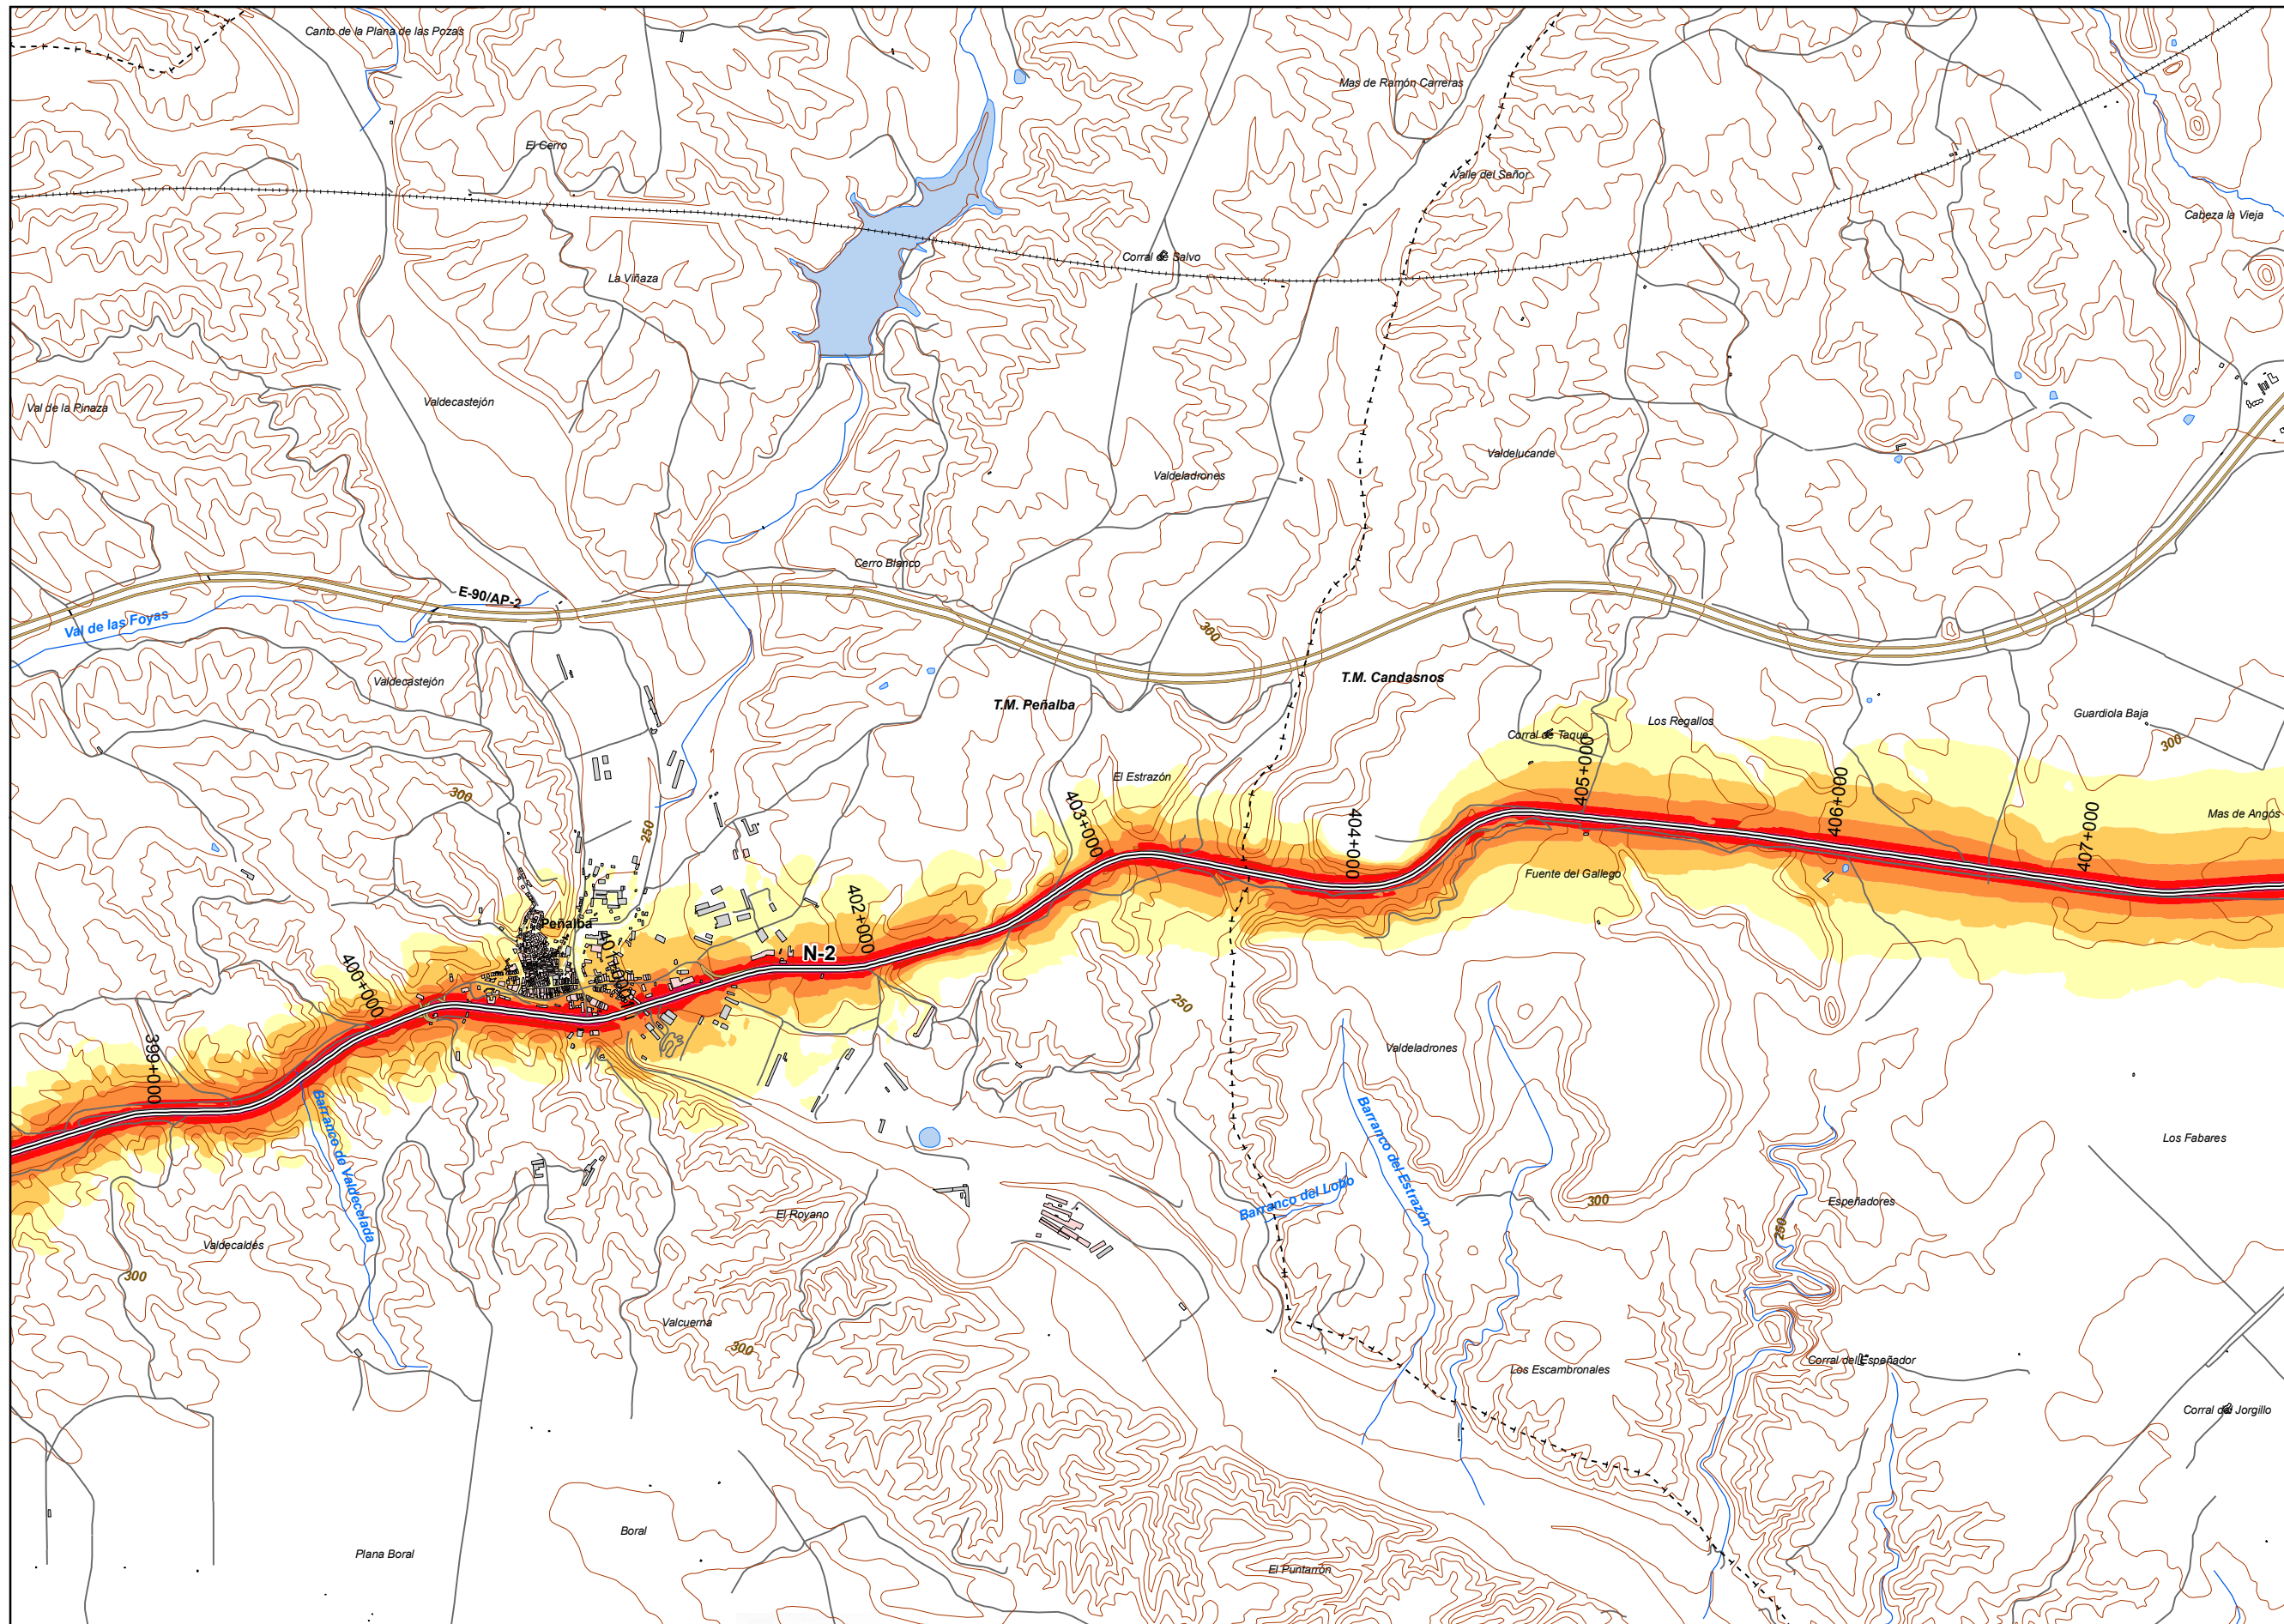 Canto de la Plana de las Pozas
Mas de Ramón Carreras
El Cerro
Valle del Señor
Cabeza la Vieja
Corral de Salvo
La Viñaza
Valdecastejón
Val de la Pinaza
Valdelucande
Valdeladrones
Cerro Blanco
E-90/AP-2
Val de las Foyas
300
T.M. Candasnos
Valdecastejón
T.M. Peñalba
Guardiola Baja
Los Regallos
Corral de Taque
300
El Estrazón
405+000
300
406+000
403+000
Mas de Angós
250
404+000
407+000
Fuente del Gallego
402+000
Peñalba
N-2
401+000
400+000
250
399+000
Valdeladrones
Barranco de Valdecelada
Barranco del Estrazón
Los Fabares
Barranco del Lobo
300
Espeñadores
El Royano
250
Valdecaldés
300
Valcuerna
300
Corral del Espeñador
Los Escambronales
Corral de Jorgillo
Boral
Plana Boral
El Puntarrón